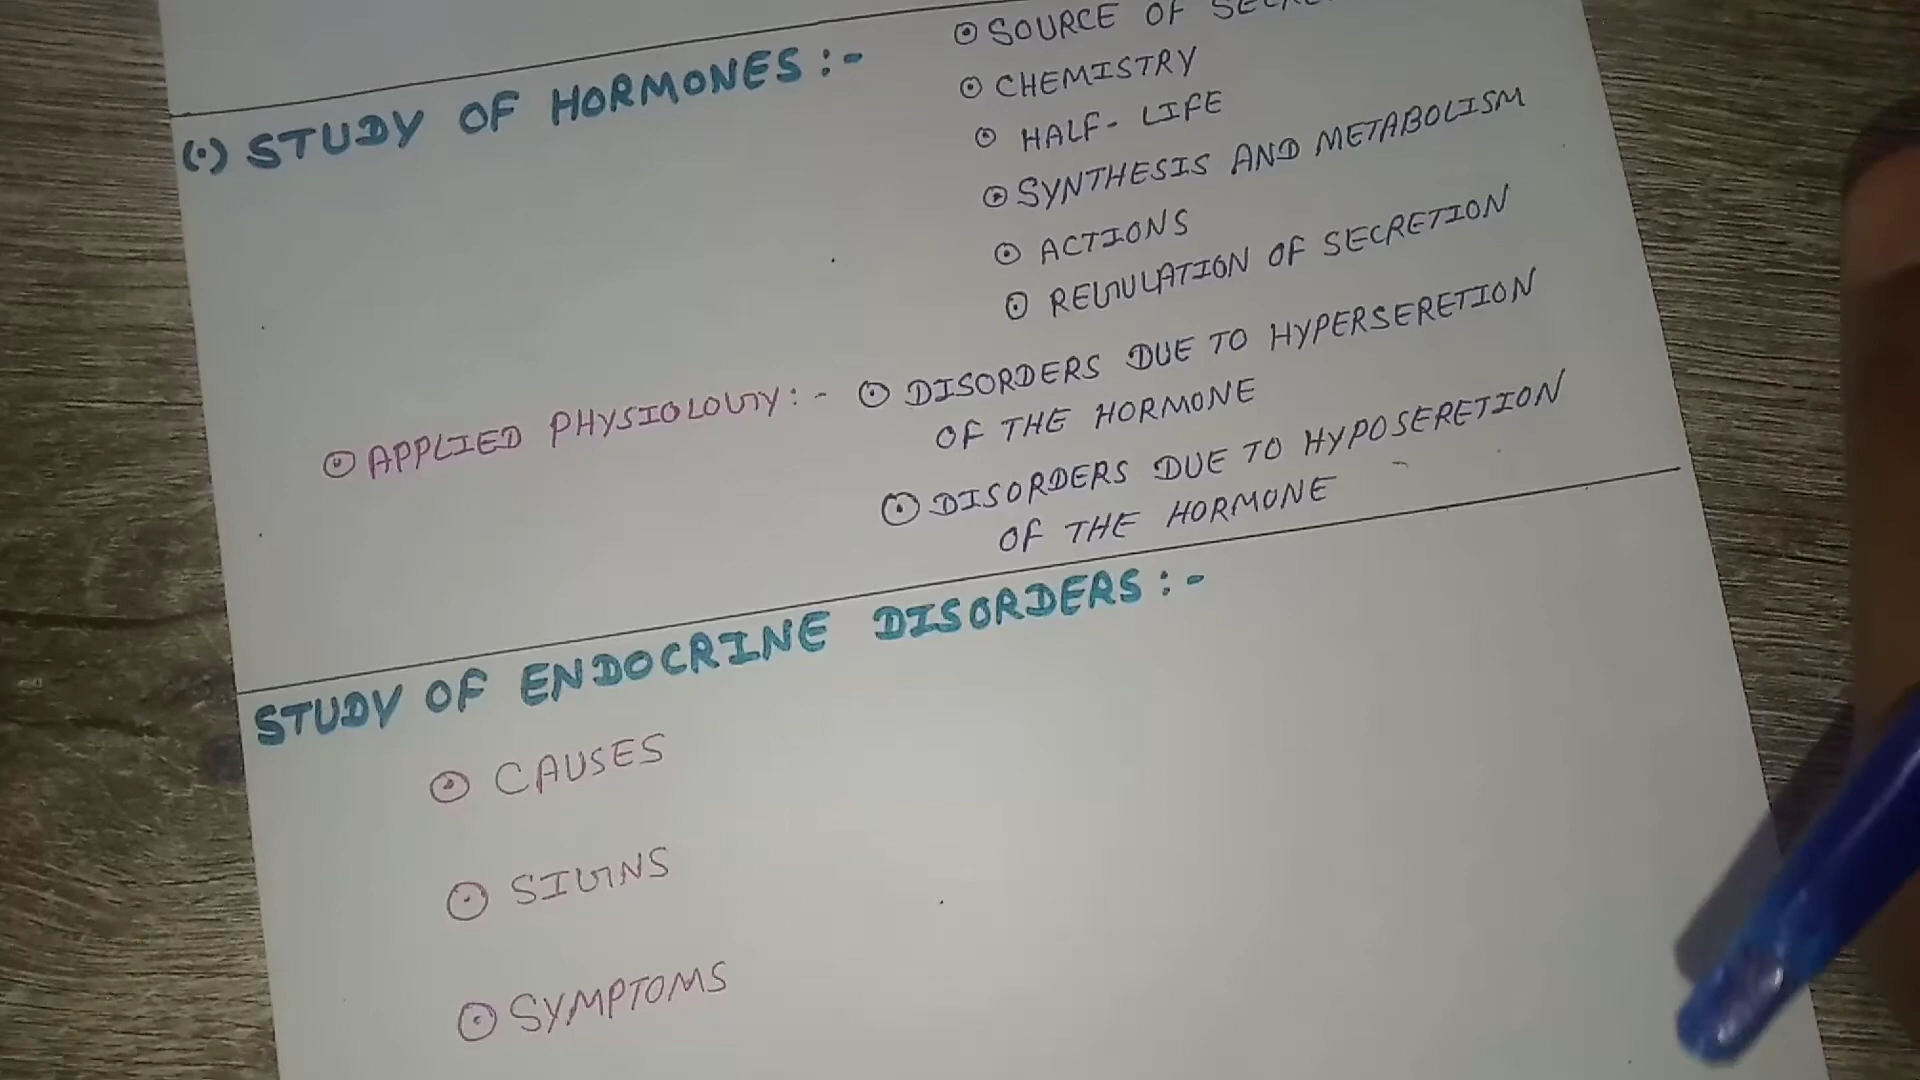 ⊙ SOURCE OF
(•) STUDY OF HORMONES :-
⊙ CHEMISTRY
⊙ HALF- LIFE
⊙ SYNTHESIS AND METABOLISM
⊙ ACTIONS
⊙ REGULATION OF SECRETION
⊙ APPLIED PHYSIOLOGY :- ⊙ DISORDERS DUE TO HYPERSERETION
OF THE HORMONE
⊙ DISORDERS DUE TO HYPOSERETION
OF THE HORMONE
STUDY OF ENDOCRINE DISORDERS :-
⊙ CAUSES
⊙ SIGNS
⊙ SYMPTOMS